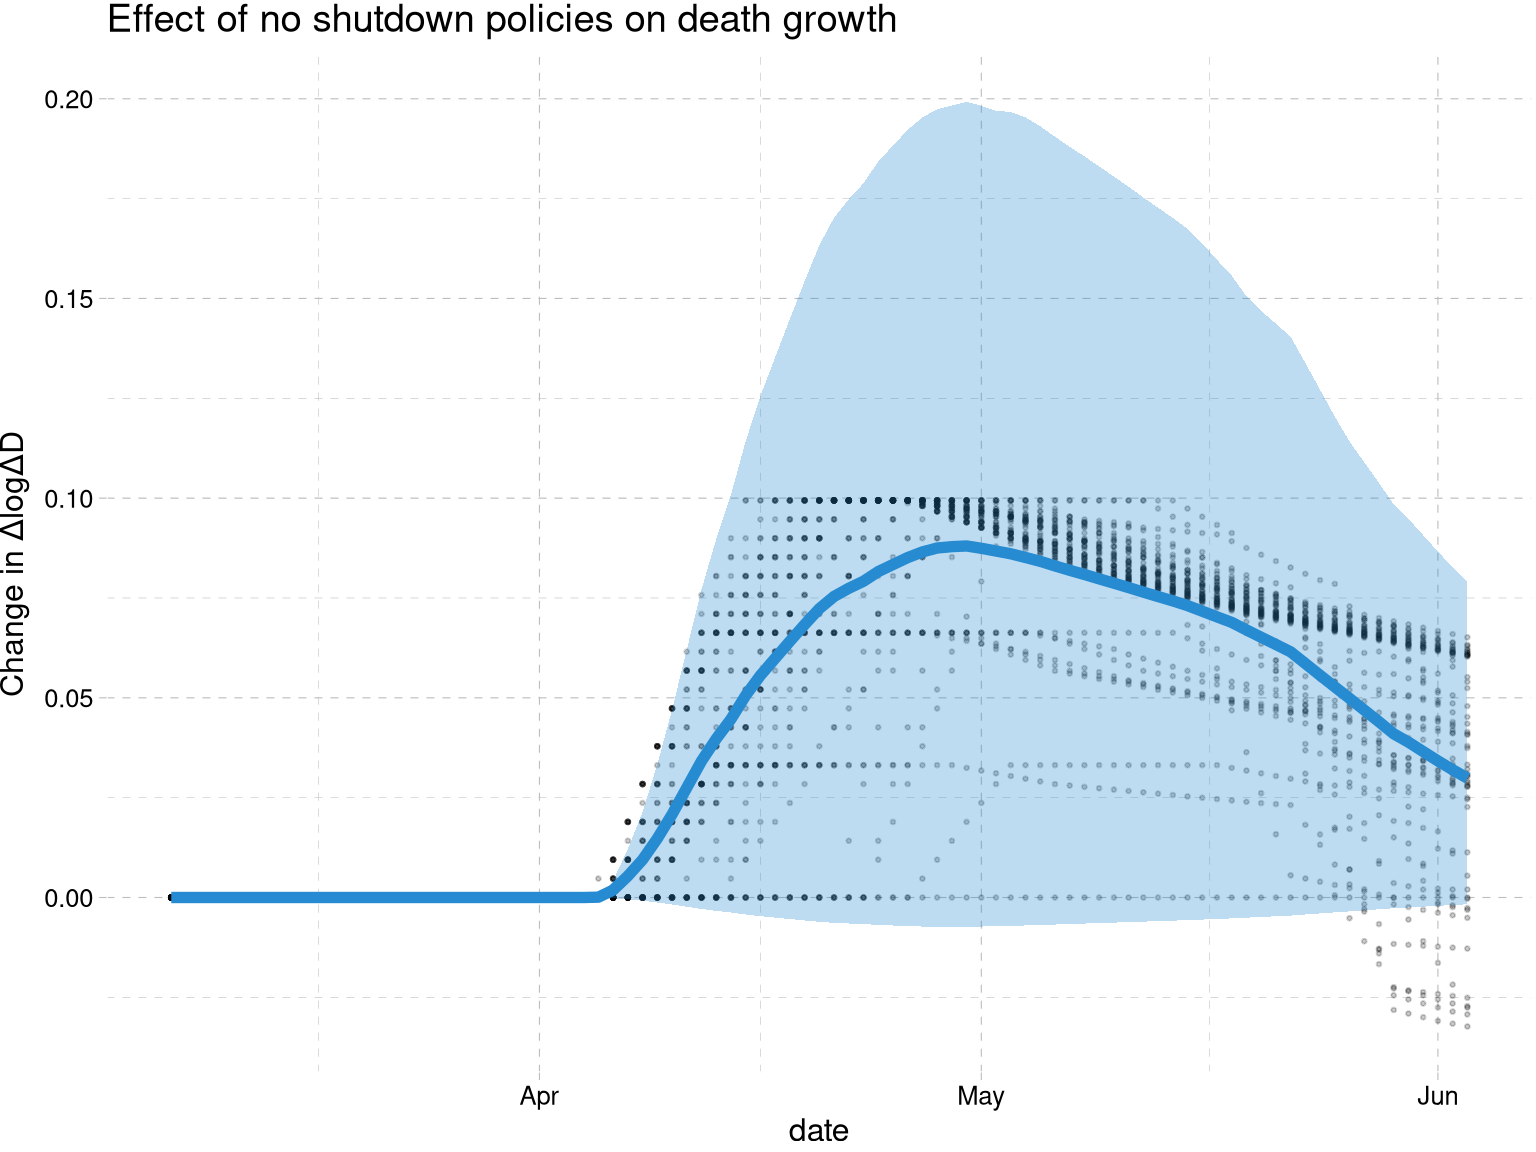 Effect of no shutdown policies on death growth
Change in ΔlogΔD
0.20
0.15
0.10
0.05
0.00
Apr
May
Jun
date